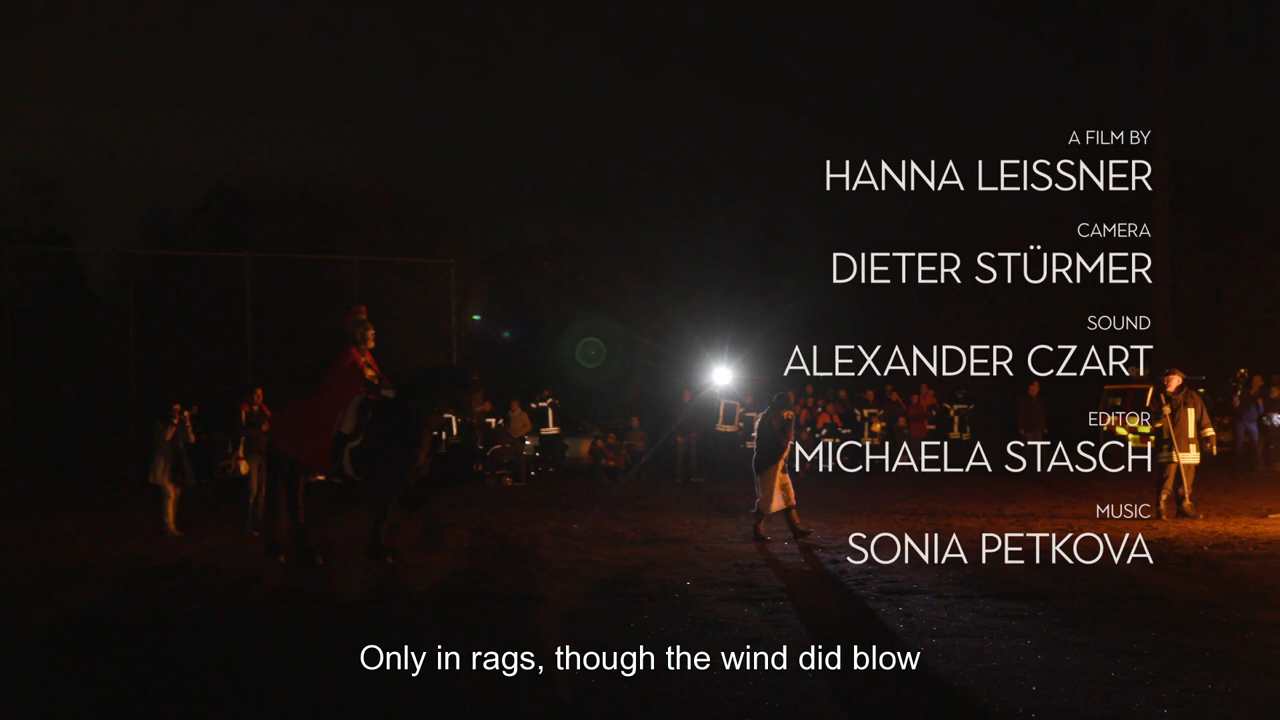 A FILM BY
HANNA LEISSNER
CAMERA
DIETER STÜRMER
SOUND
ALEXANDER CZART
EDITOR
MICHAELA STASCH
MUSIC
SONIA PETKOVA
Only in rags, though the wind did blow